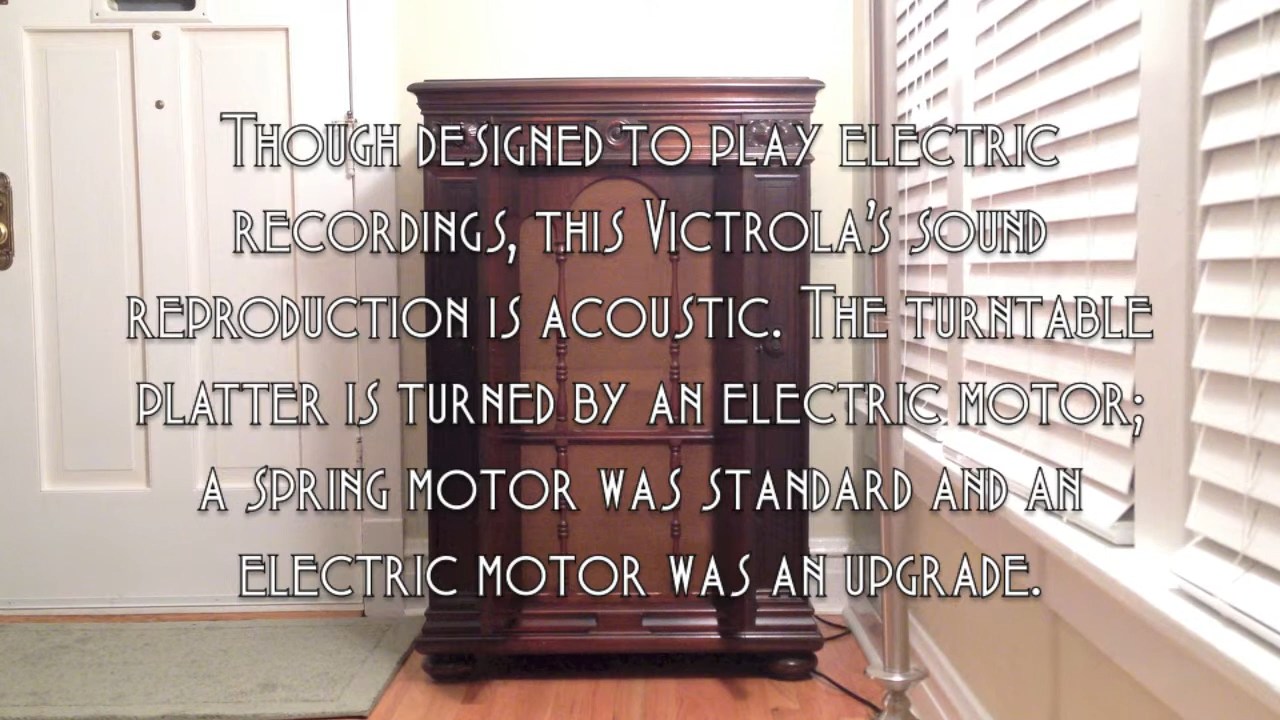 Though designed to play electric
recordings, this Victrola's sound
reproduction is acoustic. The turntable
platter is turned by an electric motor;
a spring motor was standard and an
electric motor was an upgrade.